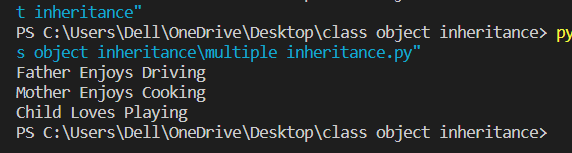 t inheritance"
PS C:\Users\Dell\OneDrive\Desktop\class object inheritance> py
s object inheritance\multiple inheritance.py"
Father Enjoys Driving
Mother Enjoys Cooking
Child Loves Playing
PS C:\Users\Dell\OneDrive\Desktop\class object inheritance>